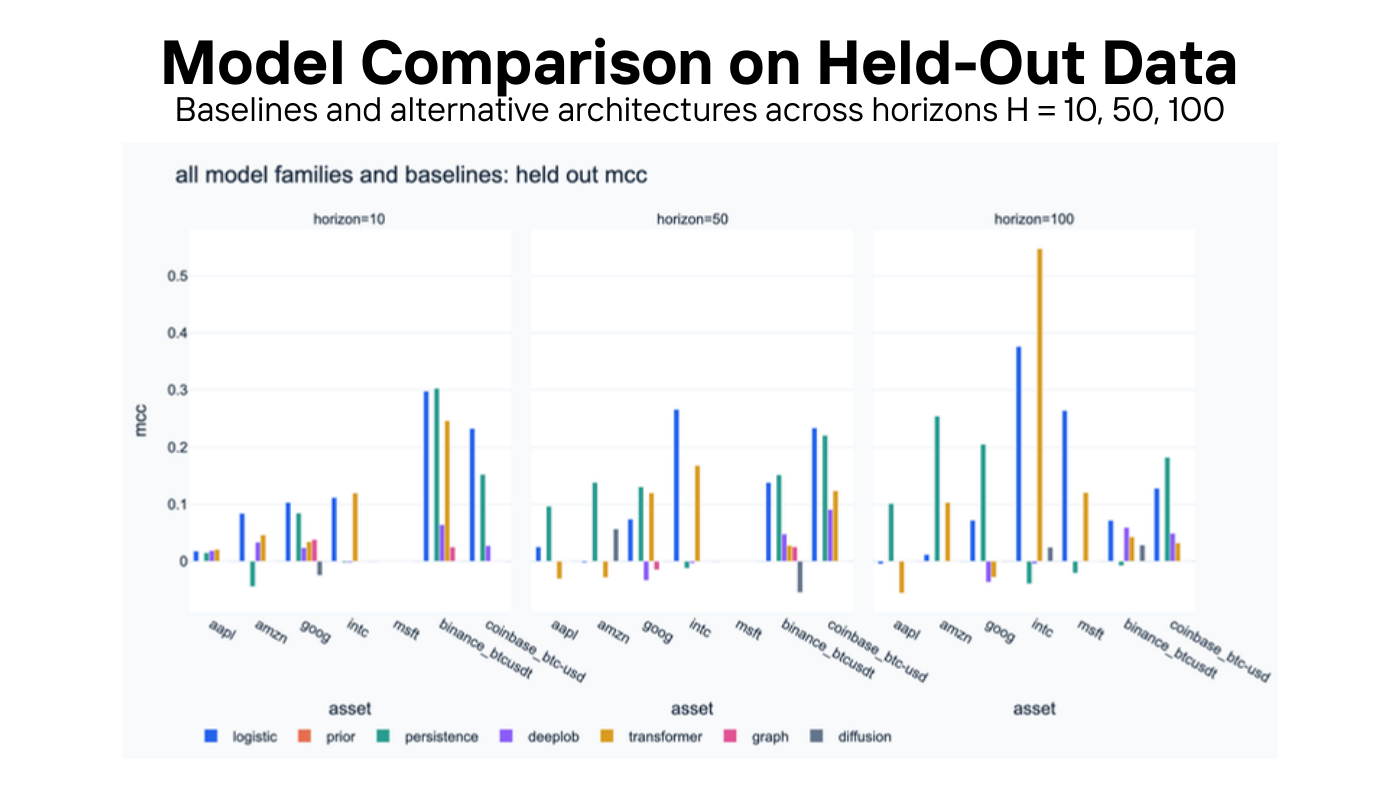 Model Comparison on Held-Out Data
Baselines and alternative architectures across horizons H = 10, 50, 100
all model families and baselines: held out mcc
horizon=10
horizon=50
horizon=100
mcc
0.5
0.4
0.3
0.2
0.1
0
aapl
amzn
goog
intc
msft
binance_btcusdt
coinbase_btc-usd
aapl
amzn
goog
intc
msft
binance_btcusdt
coinbase_btc-usd
aapl
amzn
goog
intc
msft
binance_btcusdt
coinbase_btc-usd
asset
asset
asset
logistic prior persistence deeplob transformer graph diffusion